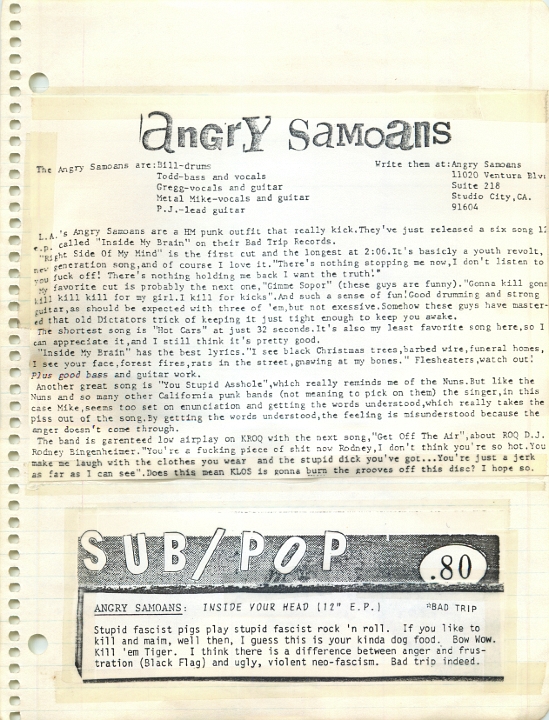 angry samoans
The Angry Samoans are:Bill-drums
Todd-bass and vocals
Gregg-vocals and guitar
Metal Mike-vocals and guitar
P.J.-lead guitar
Write them at:Angry Samoans
11020 Ventura Blv
Suite 218
Studio City,CA.
91604
L.A.'s Angry Samoans are a HM punk outfit that really kick.They've just released a six song
e.p. called "Inside My Brain" on their Bad Trip Records.
"Right Side Of My Mind" is the first cut and the longest at 2:06.It's basicly a youth revolt,
new generation song,and of course I love it."There's nothing stopping me now,I don't listen to
you fuck off! There's nothing holding me back I want the truth!"
My favorite cut is probably the next one,"Gimme Sopor" (these guys are funny)."Gonna kill gonn
kill kill kill for my girl.I kill for kicks".And such a sense of fun!Good drumming and strong
guitar,as should be expected with three of 'em,but not exessive.Somehow these guys have master-
ed that old Dictators trick of keeping it just tight enough to keep you awake.
The shortest song is "Hot Cars" at just 32 seconds.It's also my least favorite song here,so I
can appreciate it,and I still think it's pretty good.
"Inside My Brain" has the best lyrics."I see black Christmas trees,barbed wire,funeral homes,
I see your face,forest fires,rats in the street,gnawing at my bones." Flesheaters,watch out!
Plus good bass and guitar work.
Another great song is "You Stupid Asshole",which really reminds me of the Nuns.But like the
Nuns and so many other California punk bands (not meaning to pick on them) the singer,in this
case Mike,seems too set on enunciation and getting the words understood,which really takes the
piss out of the song.By getting the words understood,the feeling is misunderstood because the
anger doesn't come through.
The band is garenteed low airplay on KROQ with the next song,"Get Off The Air",about ROQ D.J.
Rodney Bingenheimer."You're a fucking piece of shit now Rodney,I don't think you're so hot.You
make me laugh with the clothes you wear and the stupid dick you've got...You're just a jerk
as far as I can see".Does this mean KLOS is gonna burn the grooves off this disc? I hope so.
SUB/POP
.80
ANGRY SAMOANS: INSIDE YOUR HEAD (12" E.P.) °BAD TRIP
Stupid fascist pigs play stupid fascist rock 'n roll. If you like to
kill and maim, well then, I guess this is your kinda dog food. Bow Wow.
Kill 'em Tiger. I think there is a difference between anger and frus-
tration (Black Flag) and ugly, violent neo-fascism. Bad trip indeed.